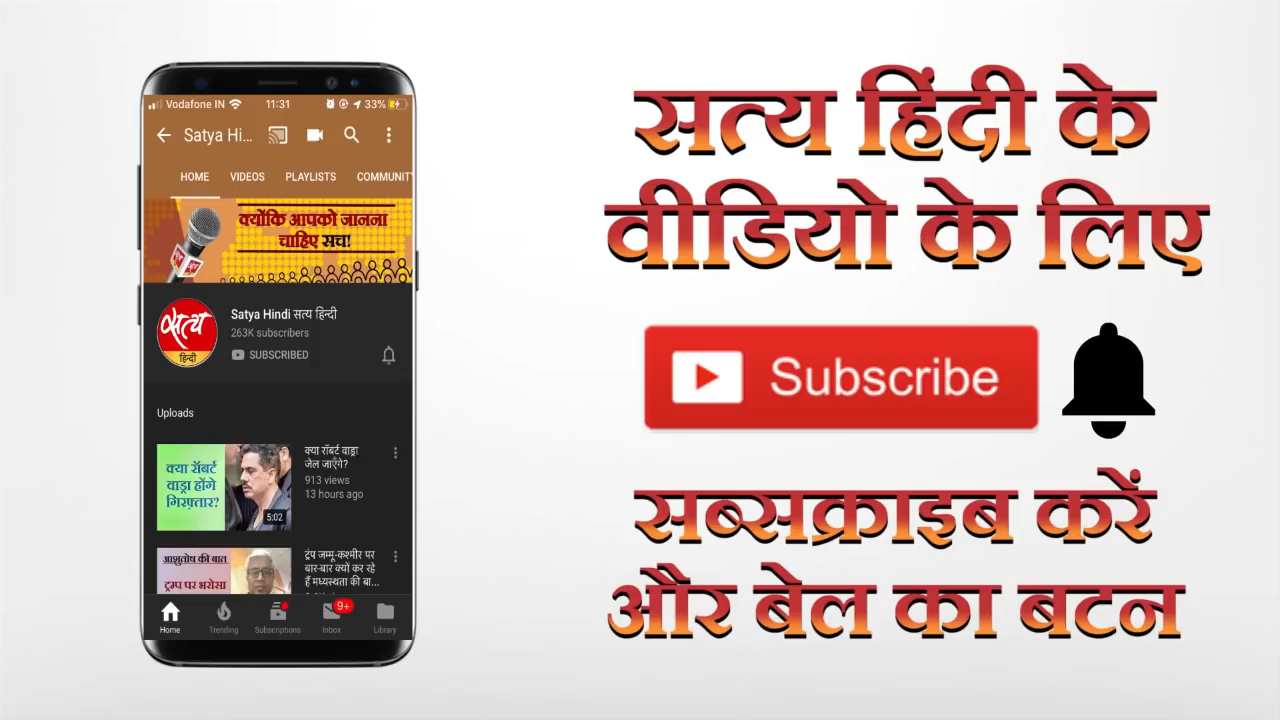 Vodafone IN 11:31 33%
Satya Hi...
HOME VIDEOS PLAYLISTS COMMUNITY
क्योंकि आपको जानना
चाहिए सच!
सत्य
हिन्दी
Satya Hindi सत्य हिन्दी
263K subscribers
SUBSCRIBED
Uploads
क्या रॉबर्ट
वाड्रा होंगे
गिरफ़्तार?
5:02
क्या रॉबर्ट वाड्रा
जेल जाएँगे?
913 views
13 hours ago
आशुतोष की बात
ट्रम्प पर भरोसा
ट्रंप जम्मू-कश्मीर पर
बार-बार क्यों कर रहे
हैं मध्यस्थता की बा...
9+
Home Trending Subscriptions Inbox Library
सत्य हिंदी के
वीडियो के लिए
Subscribe
सब्सक्राइब करें
और बेल का बटन